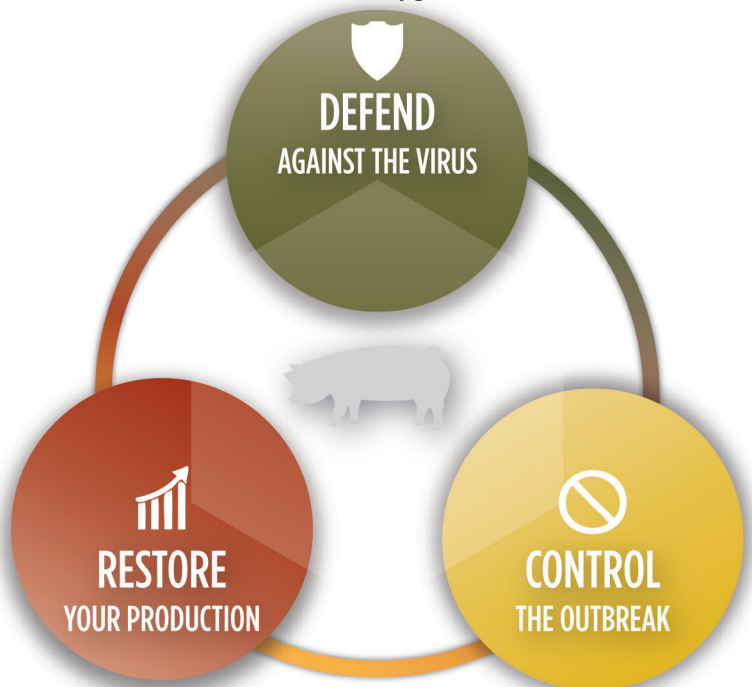 DEFEND
AGAINST THE VIRUS
RESTORE
YOUR PRODUCTION
CONTROL
THE OUTBREAK